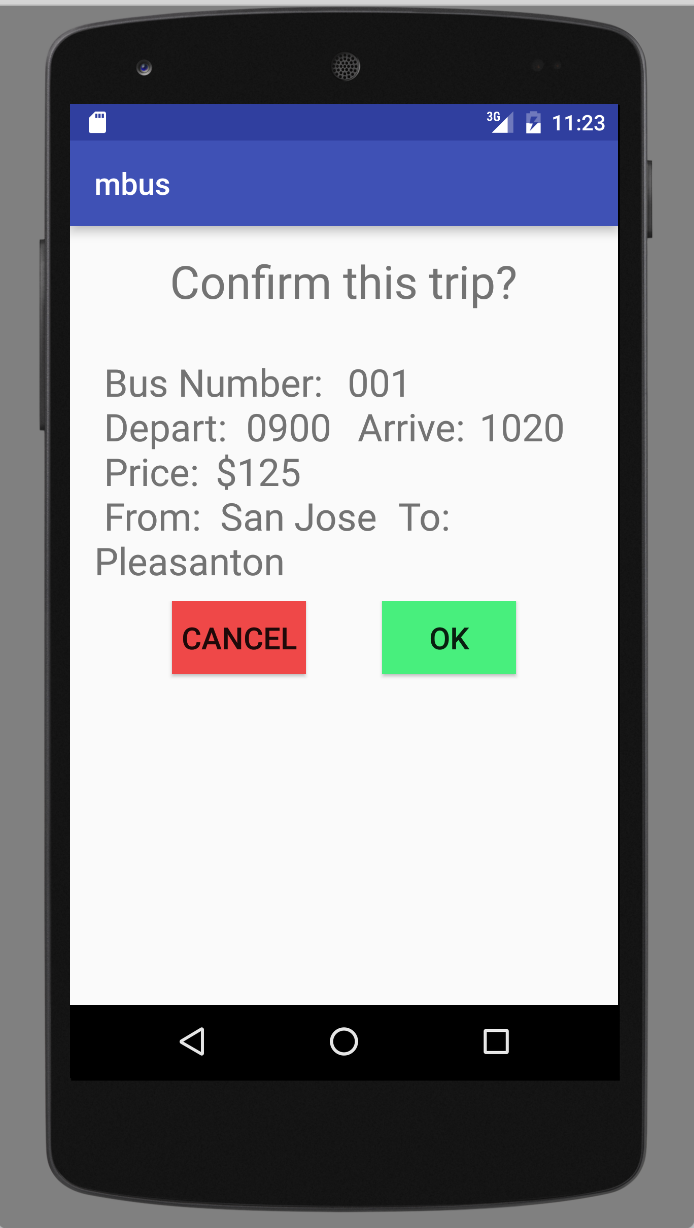 3G 11:23
mbus
Confirm this trip?
Bus Number: 001
Depart: 0900 Arrive: 1020
Price: $125
From: San Jose To:
Pleasanton
CANCEL OK